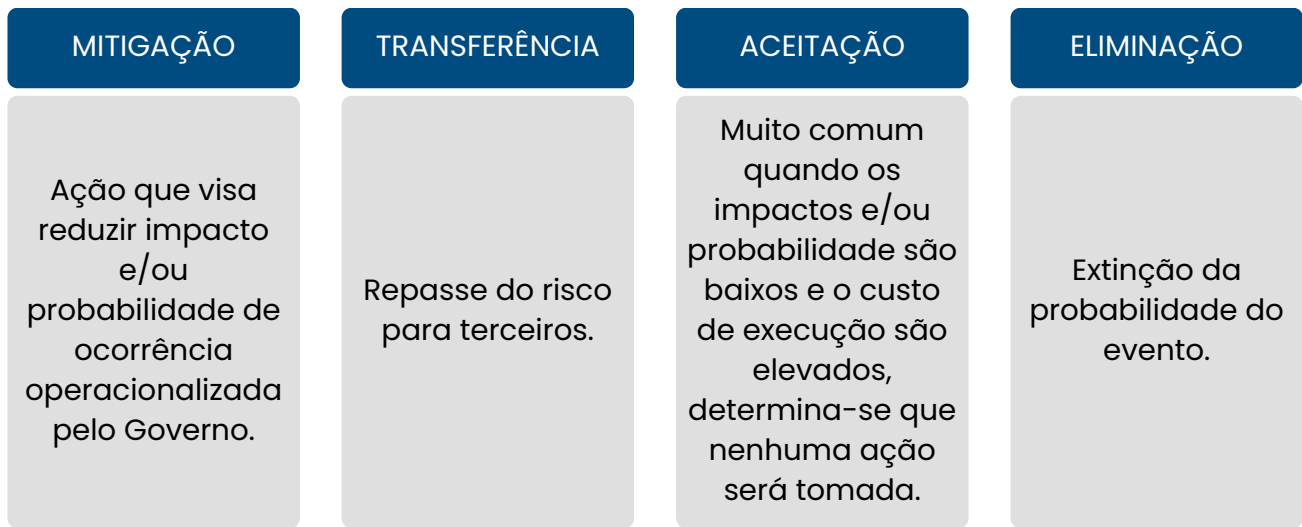 MITIGAÇÃO
Ação que visa
reduzir impacto
e/ou
probabilidade de
ocorrência
operacionalizada
pelo Governo.
TRANSFERÊNCIA
Repasse do risco
para terceiros.
ACEITAÇÃO
Muito comum
quando os
impactos e/ou
probabilidade são
baixos e o custo
de execução são
elevados,
determina-se que
nenhuma ação
será tomada.
ELIMINAÇÃO
Extinção da
probabilidade do
evento.